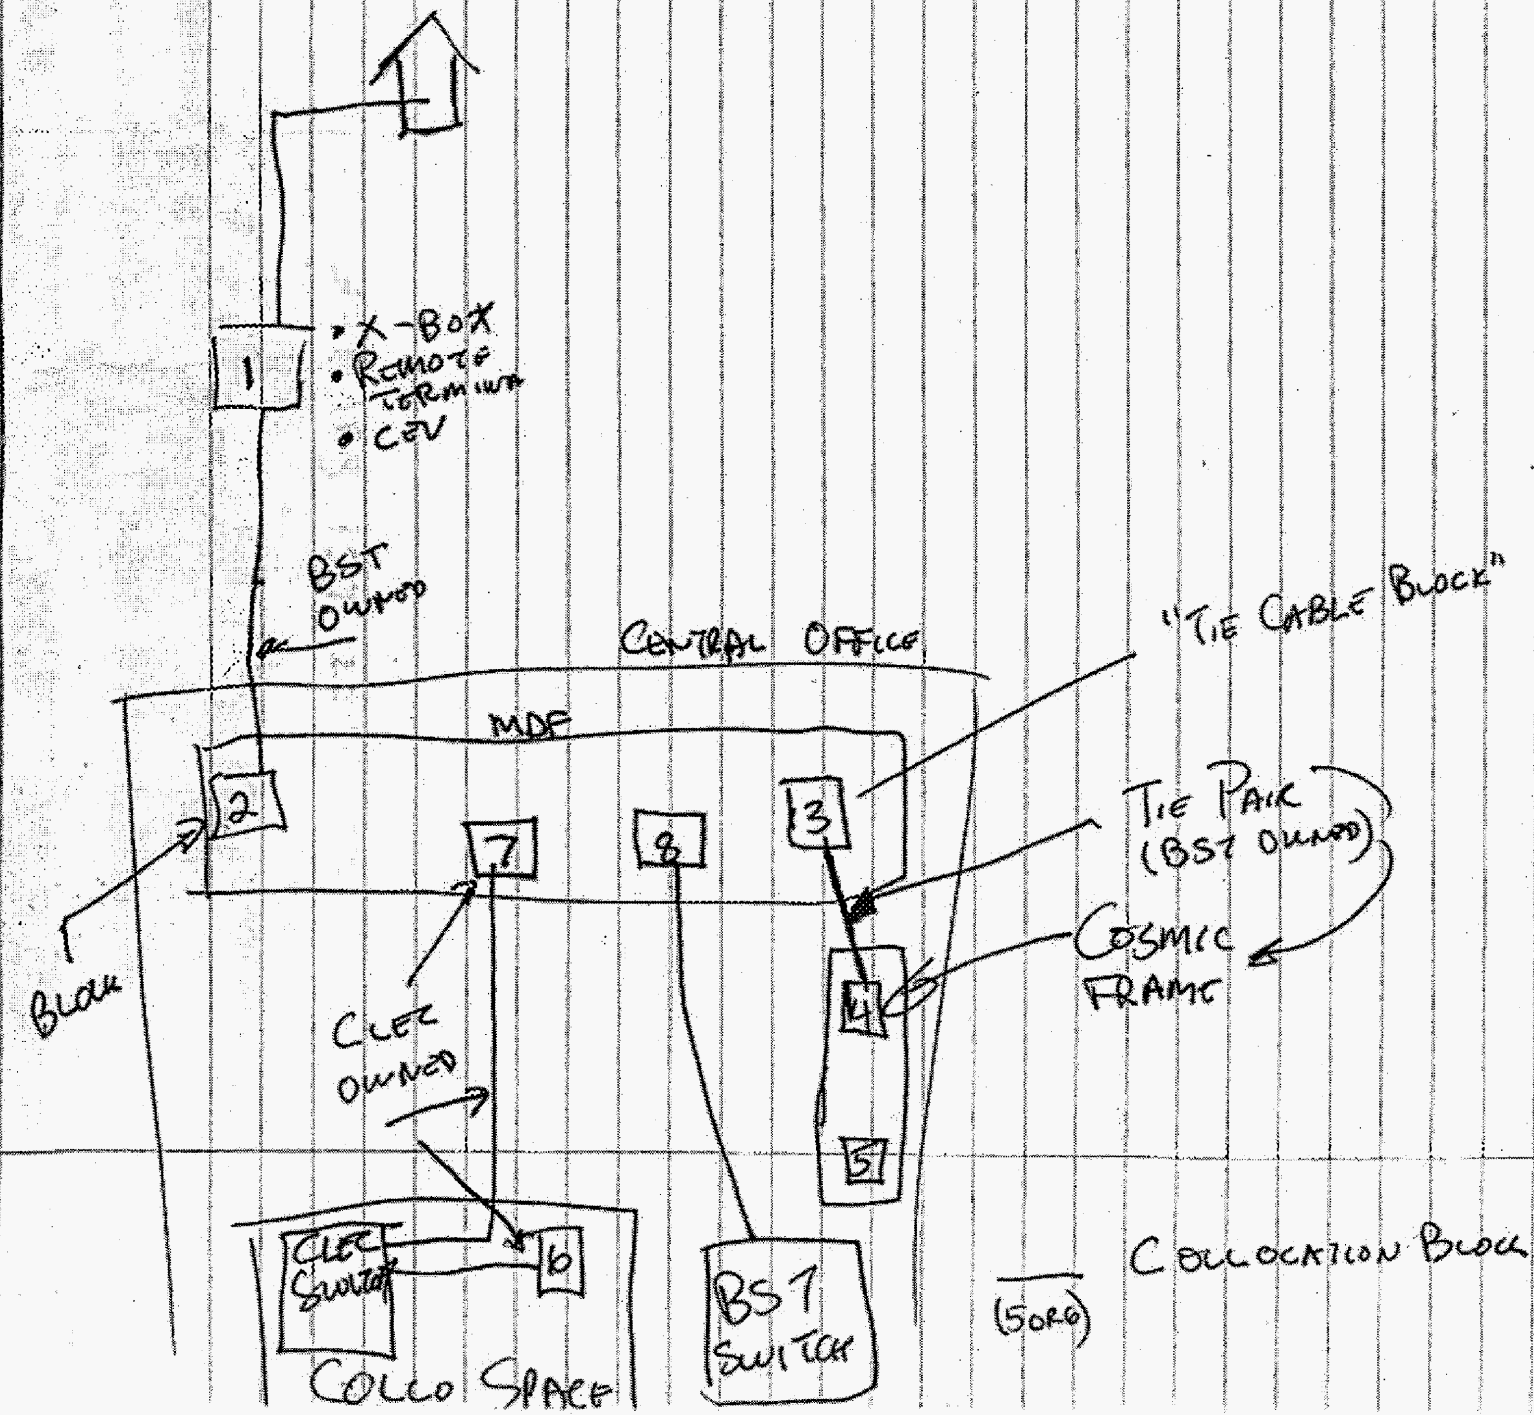 • X-BOX
1
• REMOTE
TERMINA
• CEV
BST
OWNED
"TIE CABLE BLOCK"
CENTRAL OFFICE
MDF
2
7
8
3
TIE PAIR
(BST OWNED)
COSMIC
FRAME
BLOCK
4
CLEC
OWNED
5
CLEC
SWITCH
6
BST
SWITCH
COLLOCATION BLOCK
(5 OR 6)
COLLO SPACE